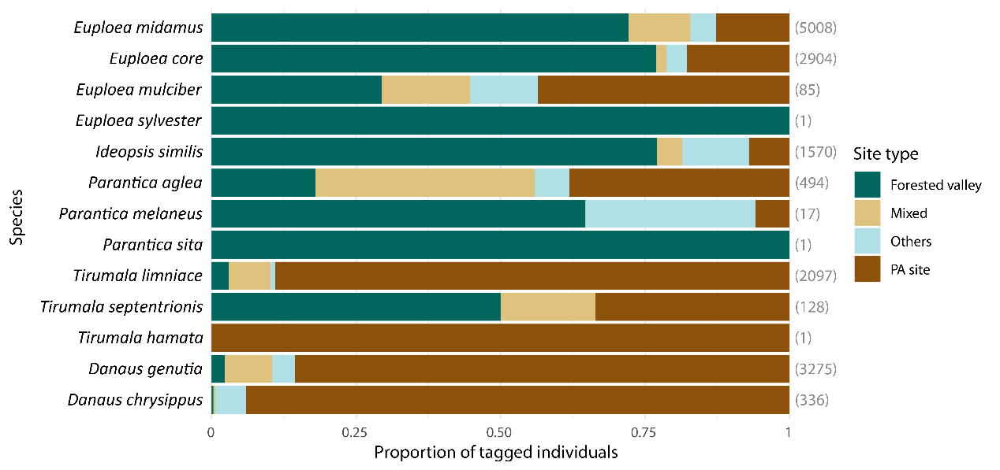 Species
Euploea midamus (5008)
Euploea core (2904)
Euploea mulciber (85)
Euploea sylvester (1)
Ideopsis similis (1570)
Parantica aglea (494)
Parantica melaneus (17)
Parantica sita (1)
Tirumala limniace (2097)
Tirumala septentrionis (128)
Tirumala hamata (1)
Danaus genutia (3275)
Danaus chrysippus (336)
0 0.25 0.50 0.75 1
Proportion of tagged individuals
Site type
Forested valley
Mixed
Others
PA site